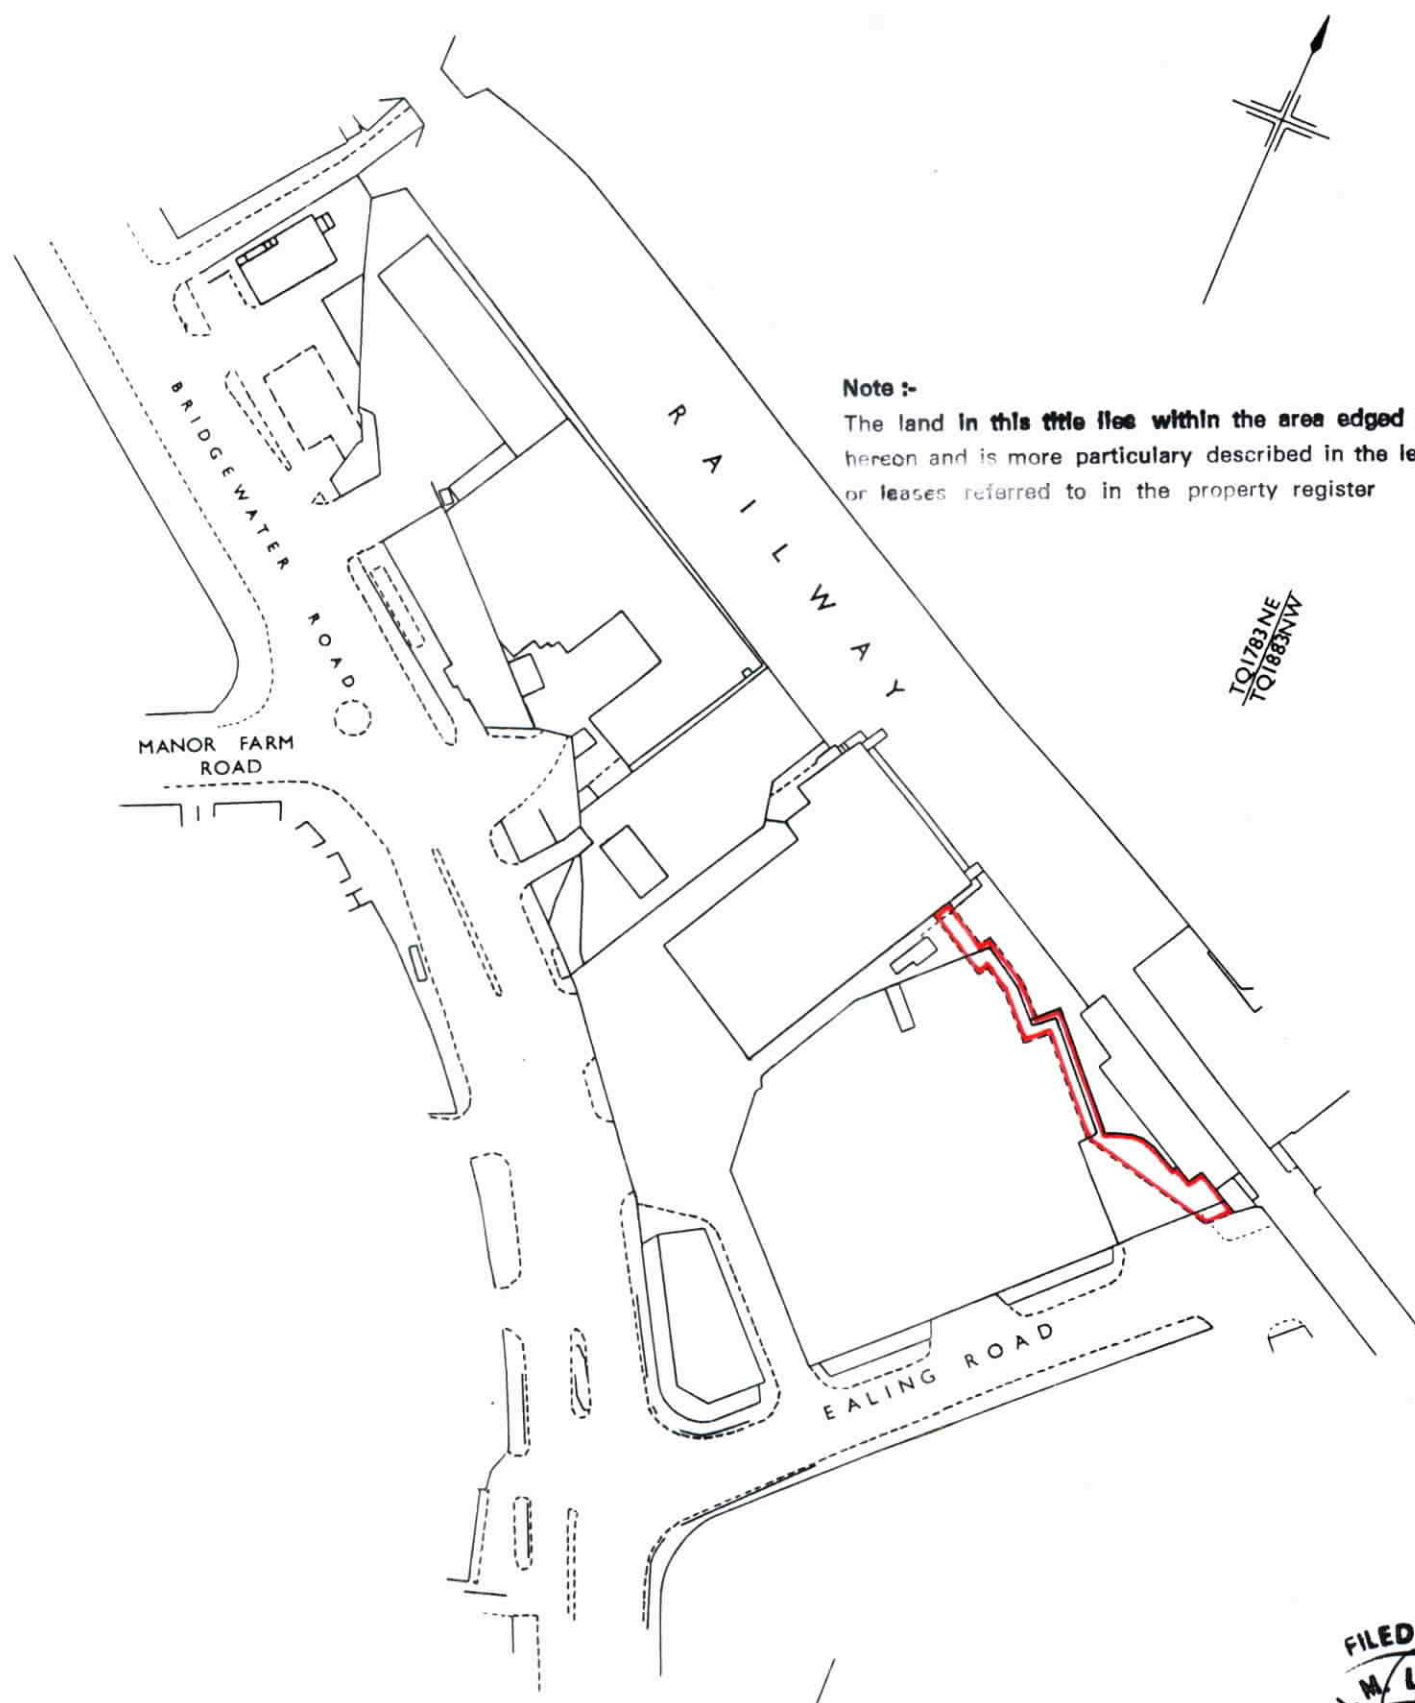 Note :-
The land in this title lies within the area edged
hereon and is more particulary described in the le
or leases referred to in the property register
RAILWAY
BRIDGEWATER ROAD
TQ1783NE
TQ1883NW
MANOR FARM
ROAD
EALING ROAD
FILED
M. L